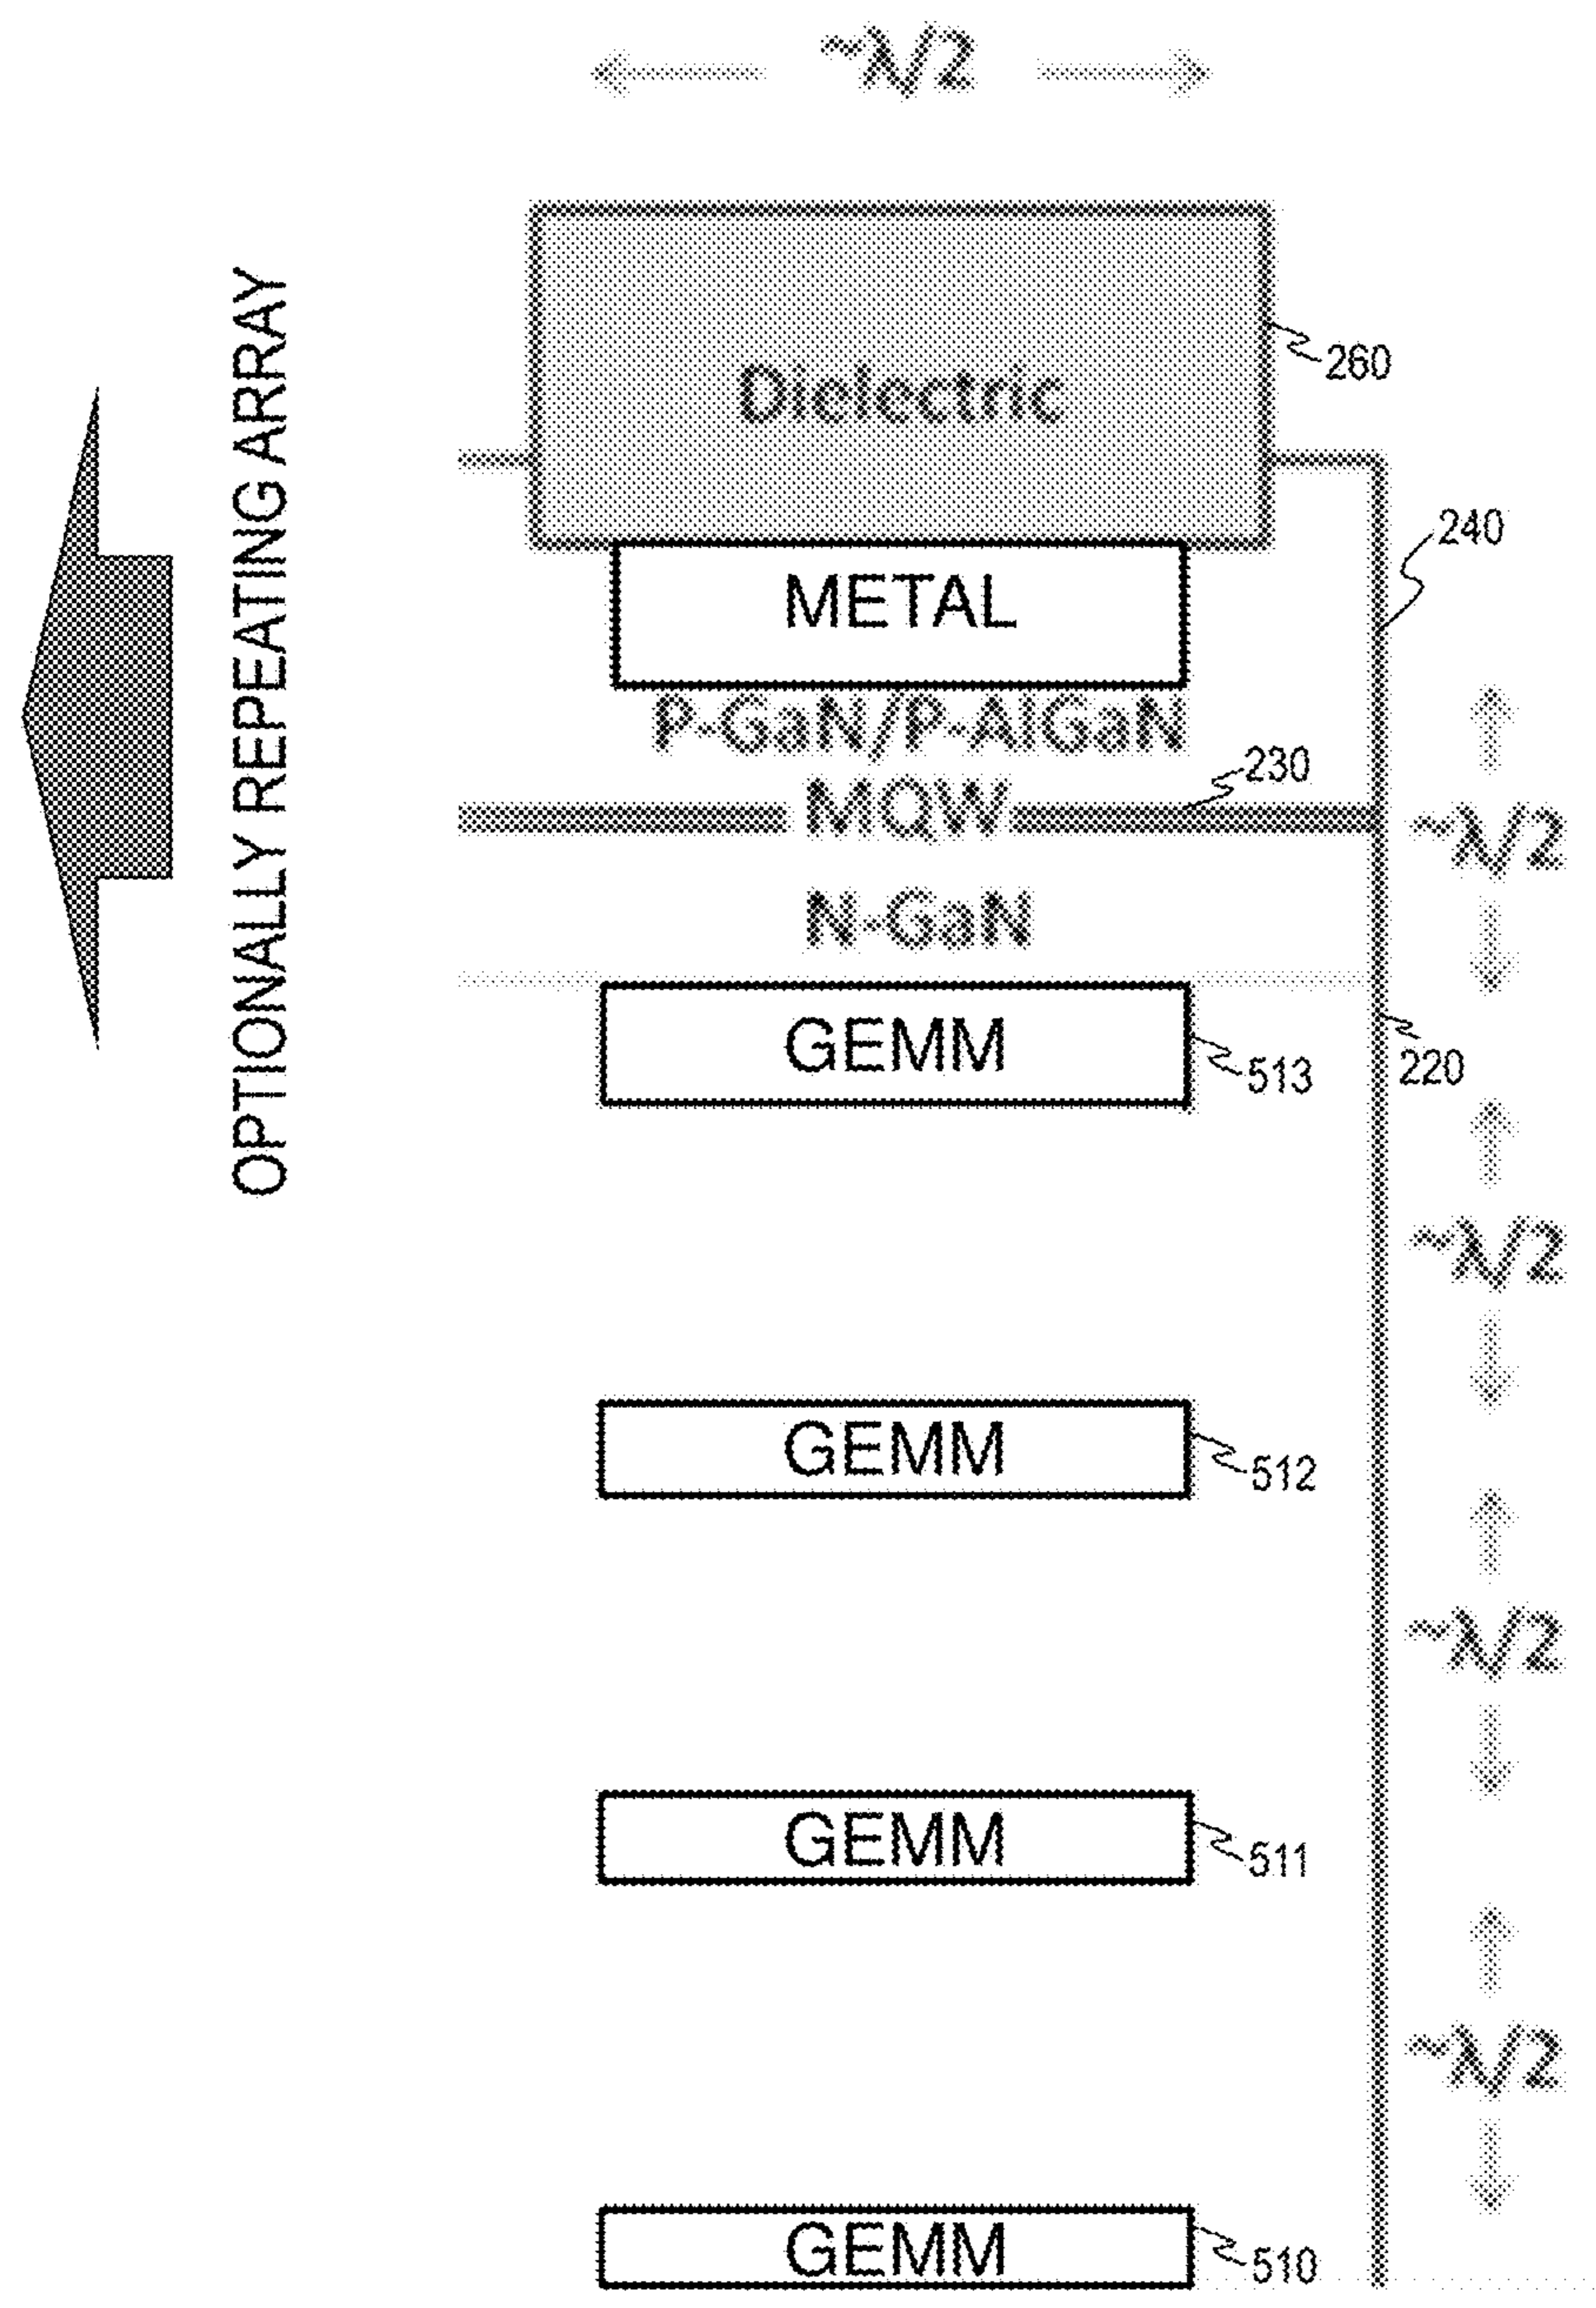 ~λ/2
OPTIONALLY REPEATING ARRAY
Dielectric
260
240
METAL
P-GaN/P-AlGaN
230
MQW
~λ/2
N-GaN
GEMM
513
220
~λ/2
GEMM
512
~λ/2
GEMM
511
~λ/2
GEMM
510